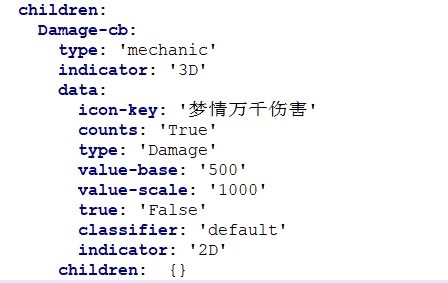 children:
Damage-cb:
type: 'mechanic'
indicator: '3D'
data:
icon-key: '梦情万千伤害'
counts: 'True'
type: 'Damage'
value-base: '500'
value-scale: '1000'
true: 'False'
classifier: 'default'
indicator: '2D'
children:  {}